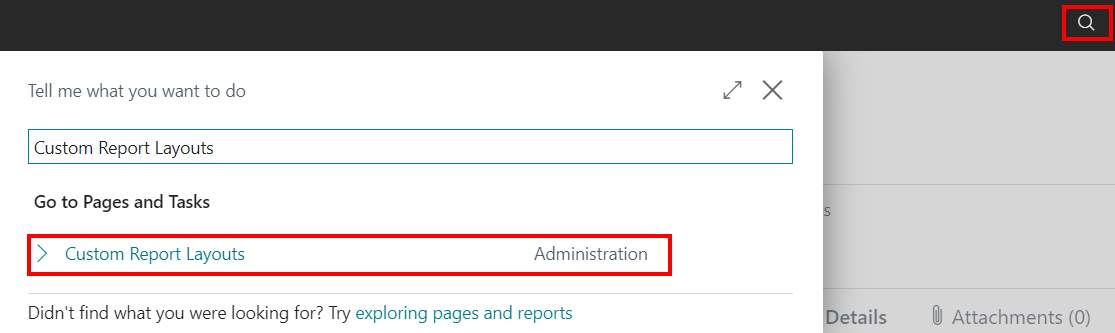 Tell me what you want to do
Custom Report Layouts
Go to Pages and Tasks
s
Custom Report Layouts Administration
Didn't find what you were looking for? Try exploring pages and reports
Details Attachments (0)